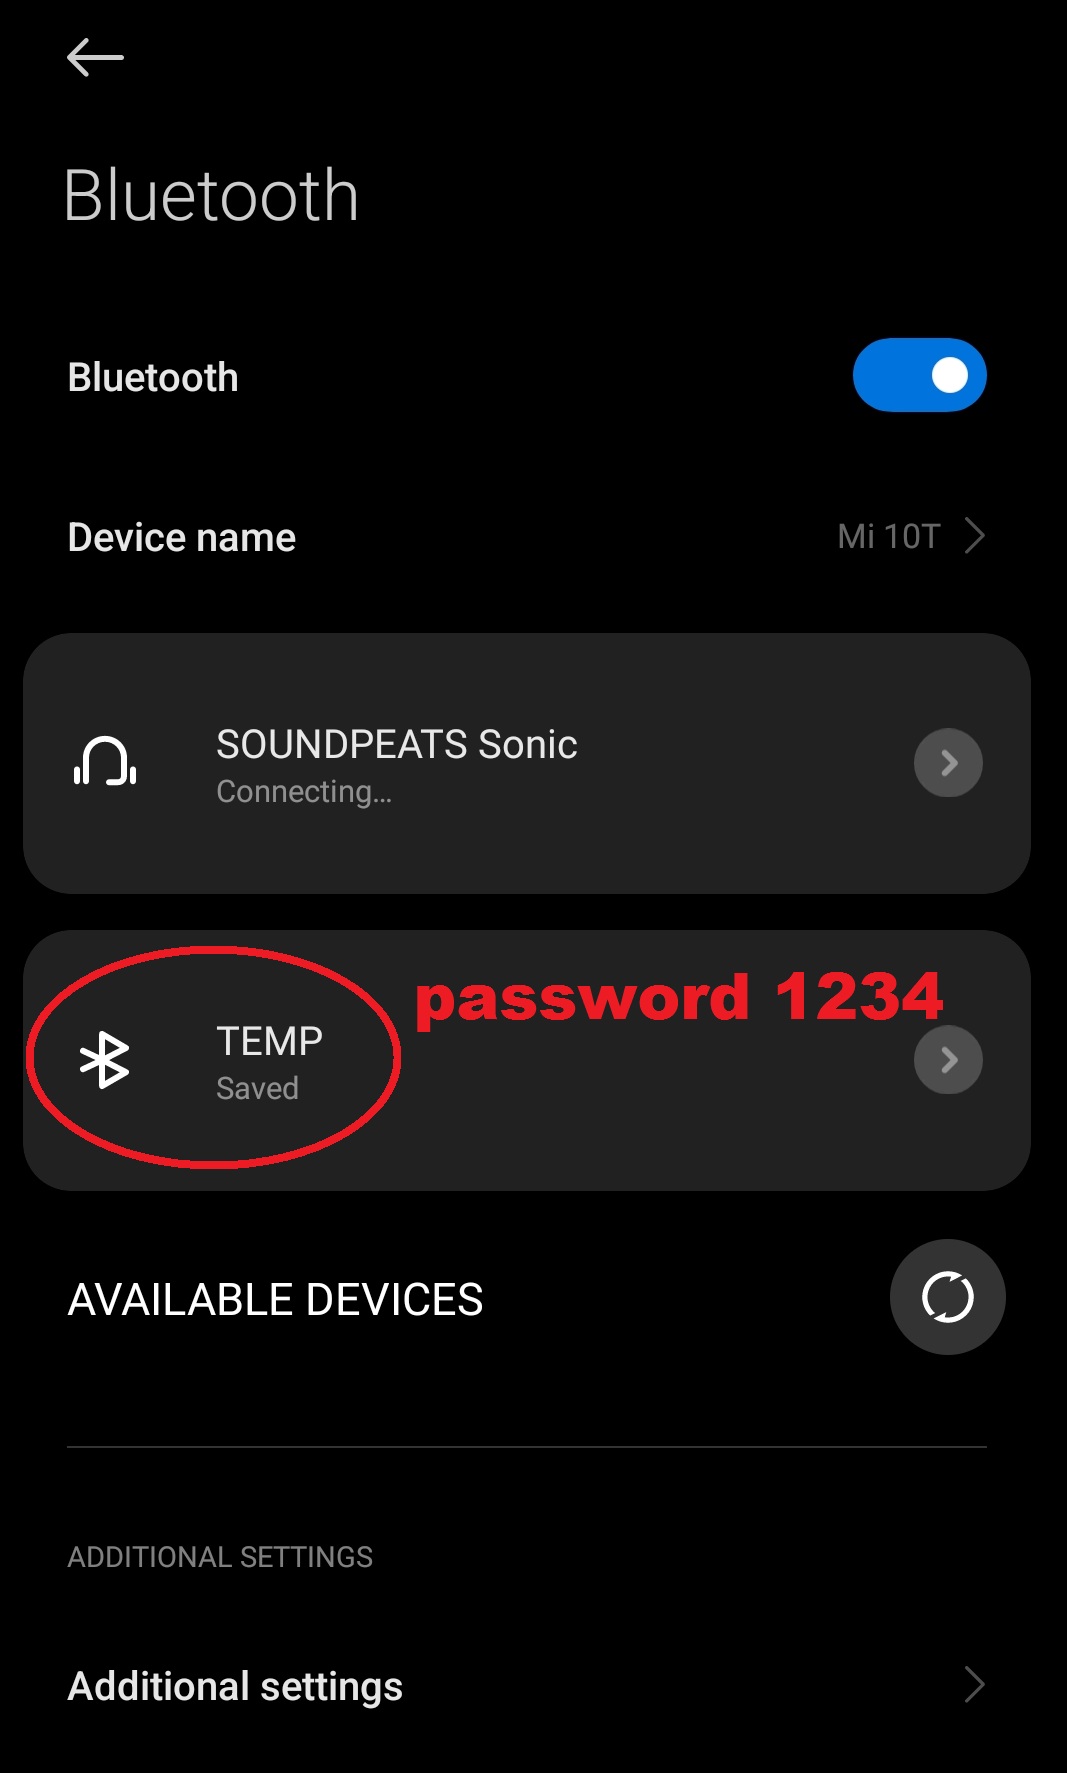 Bluetooth
Bluetooth
Device name
Mi 10T
SOUNDPEATS Sonic
Connecting...
password 1234
TEMP
Saved
AVAILABLE DEVICES
ADDITIONAL SETTINGS
Additional settings